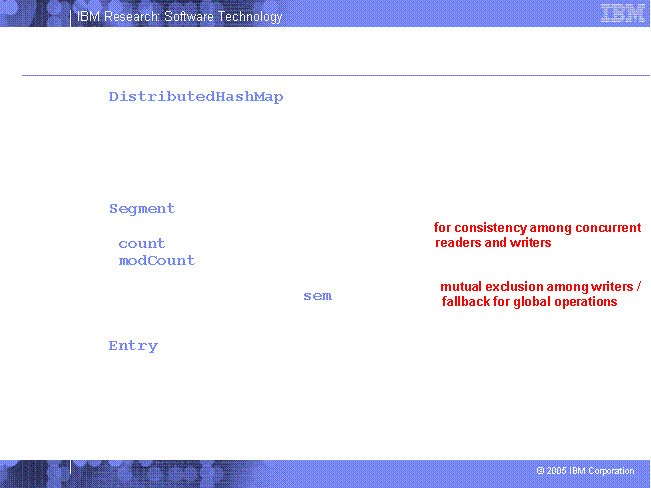 IBM Research: Software Technology
IBM
DistributedHashMap
Segment
for consistency among concurrent
readers and writers
count
modCount
mutual exclusion among writers /
fallback for global operations
sem
Entry
© 2005 IBM Corporation